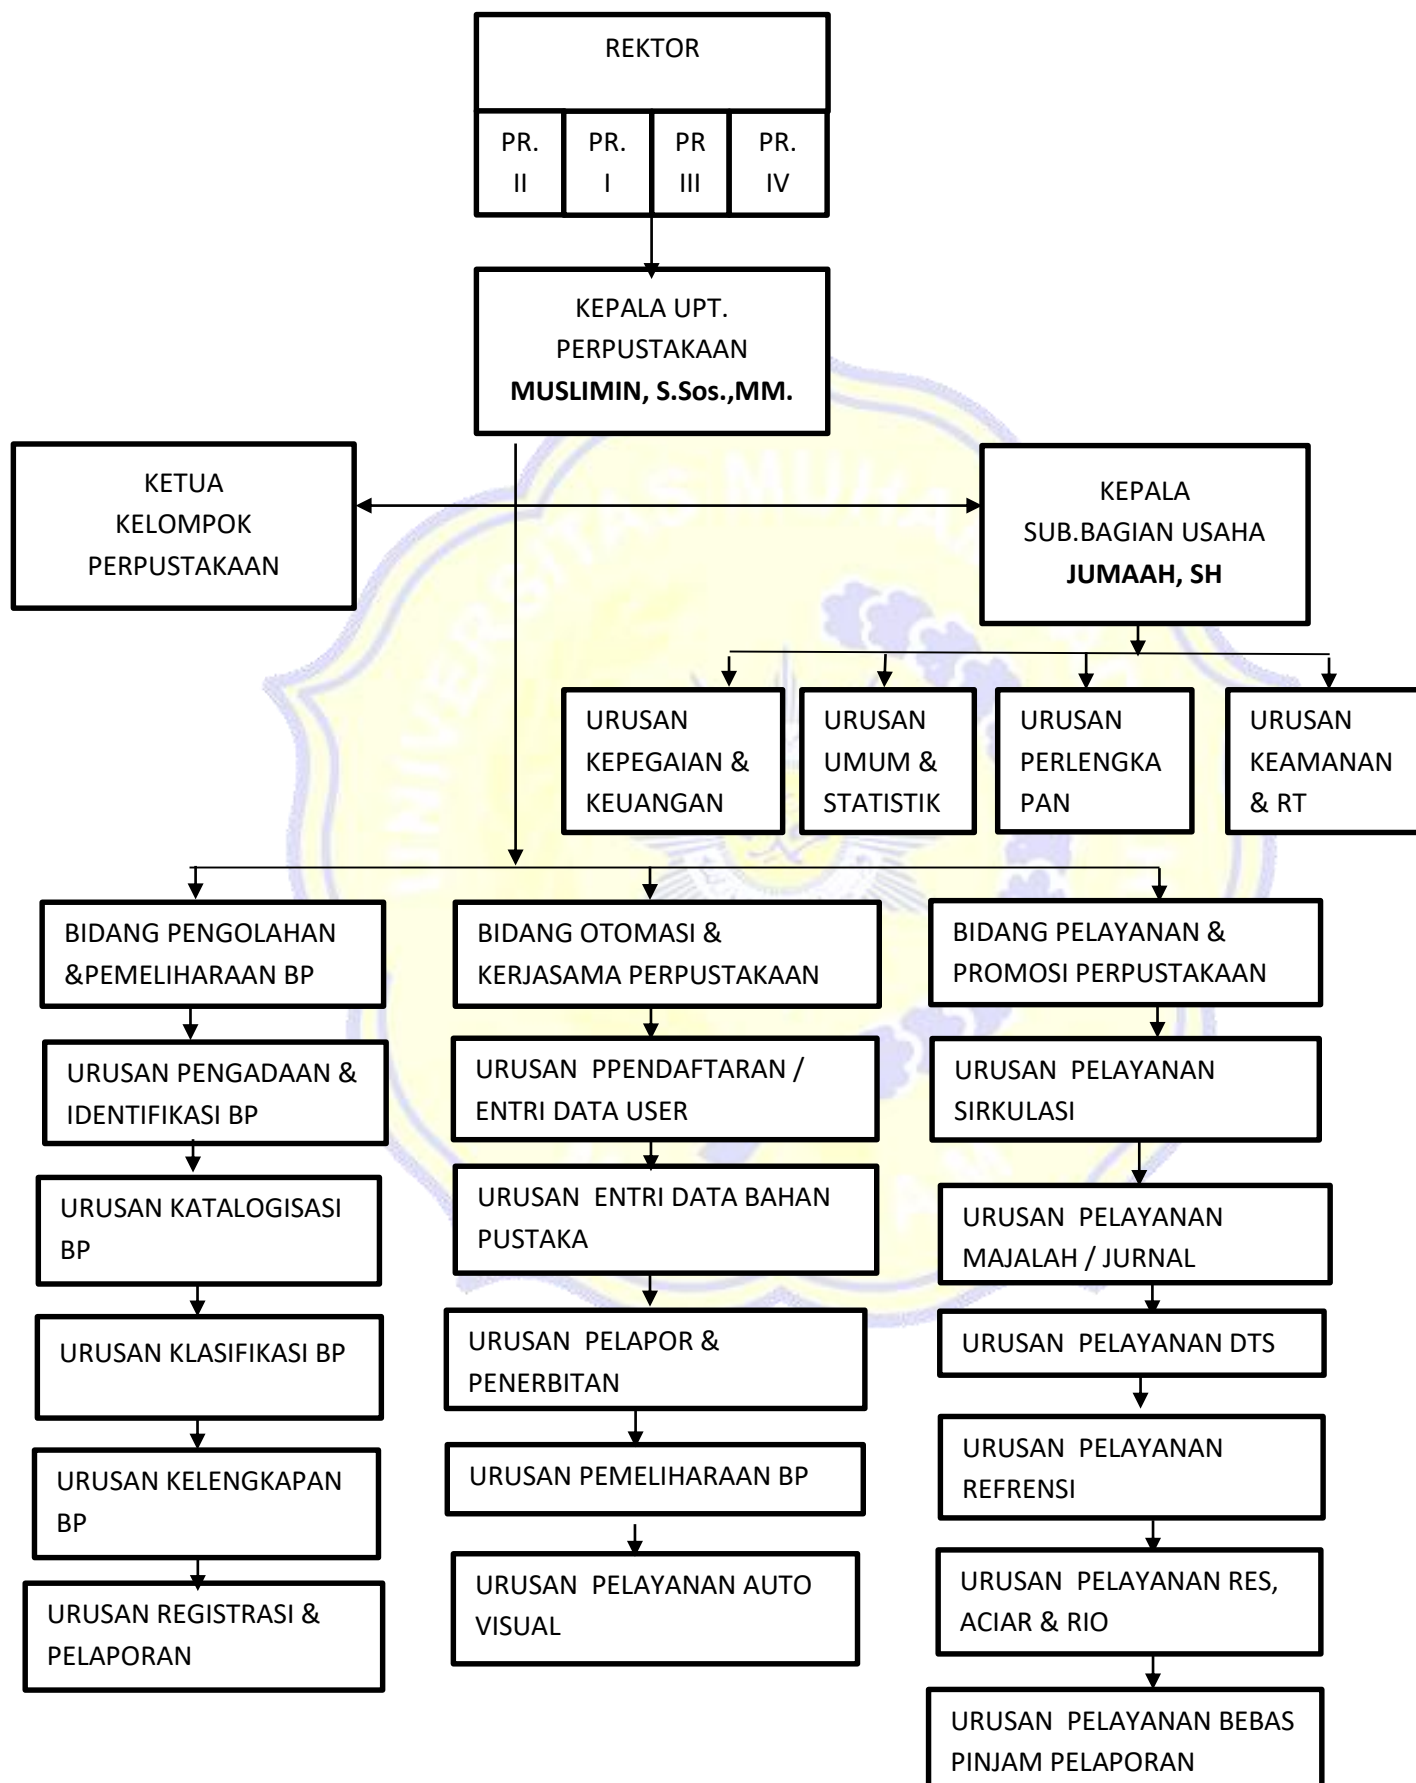 REKTOR
PR.
II
PR.
I
PR
III
PR.
IV
KEPALA UPT.
PERPUSTAKAAN
MUSLIMIN, S.Sos.,MM.
KETUA
KELOMPOK
PERPUSTAKAAN
KEPALA
SUB.BAGIAN USAHA
JUMAAH, SH
URUSAN
KEPEGAIAN &
KEUANGAN
URUSAN
UMUM &
STATISTIK
URUSAN
PERLENGKA
PAN
URUSAN
KEAMANAN
& RT
BIDANG PENGOLAHAN
&PEMELIHARAAN BP
BIDANG OTOMASI &
KERJASAMA PERPUSTAKAAN
BIDANG PELAYANAN &
PROMOSI PERPUSTAKAAN
URUSAN PENGADAAN &
IDENTIFIKASI BP
URUSAN  PPENDAFTARAN /
ENTRI DATA USER
URUSAN  PELAYANAN
SIRKULASI
URUSAN KATALOGISASI
BP
URUSAN  ENTRI DATA BAHAN
PUSTAKA
URUSAN  PELAYANAN
MAJALAH / JURNAL
URUSAN KLASIFIKASI BP
URUSAN  PELAPOR &
PENERBITAN
URUSAN  PELAYANAN DTS
URUSAN KELENGKAPAN
BP
URUSAN PEMELIHARAAN BP
URUSAN  PELAYANAN
REFRENSI
URUSAN REGISTRASI &
PELAPORAN
URUSAN  PELAYANAN AUTO
VISUAL
URUSAN  PELAYANAN RES,
ACIAR & RIO
URUSAN  PELAYANAN BEBAS
PINJAM PELAPORAN
UNIVERSITAS MUHAM